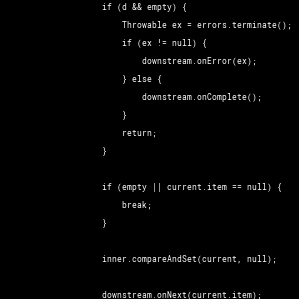 if (d && empty) {
Throwable ex = errors.terminate();
if (ex != null) {
downstream.onError(ex);
} else {
downstream.onComplete();
}
return;
}
if (empty || current.item == null) {
break;
}
inner.compareAndSet(current, null);
downstream.onNext(current.item);